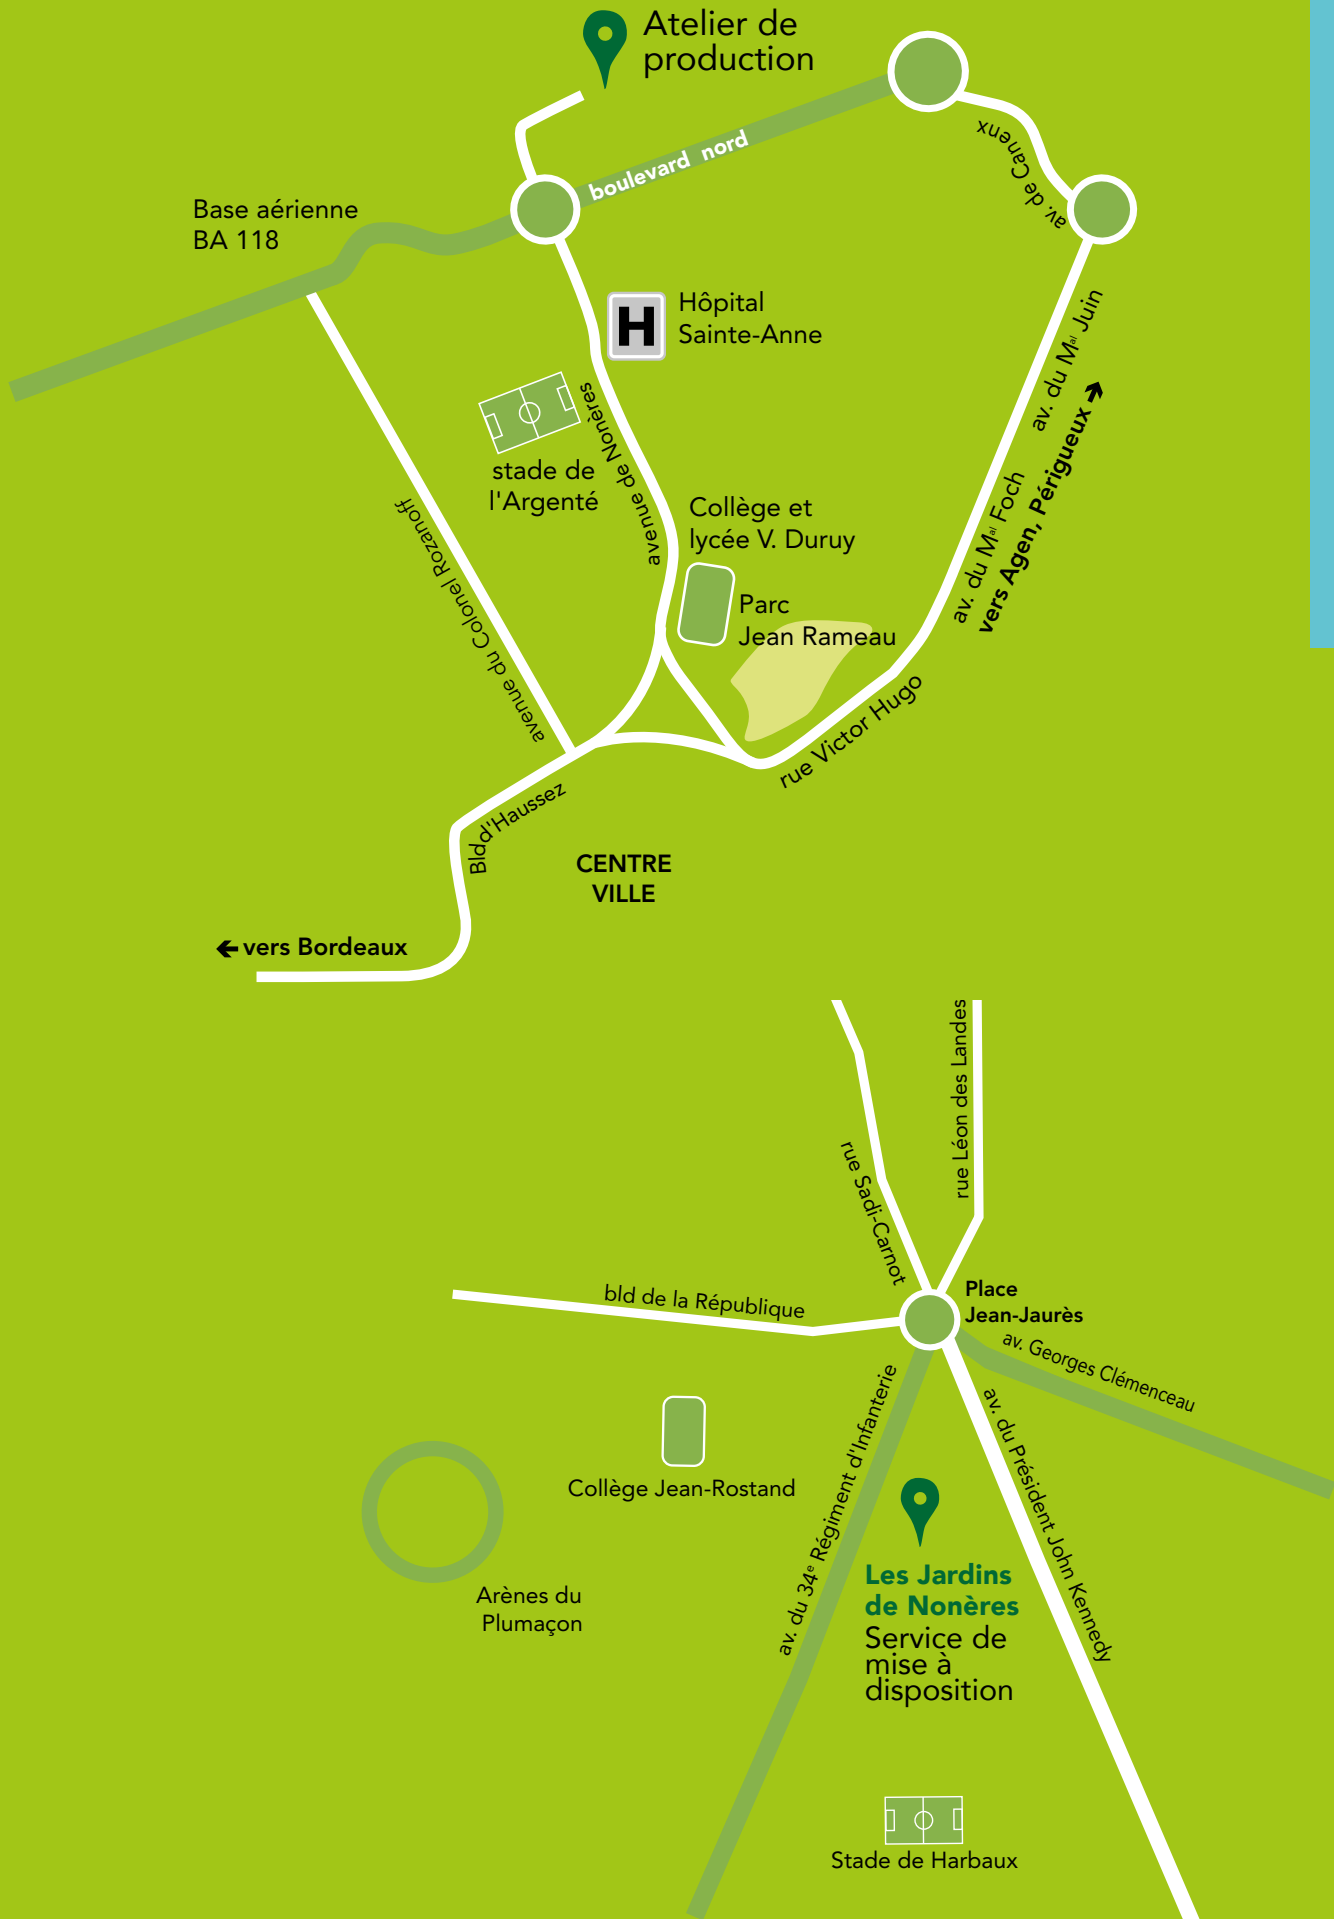 Atelier de
production
boulevard nord
av. de Canenx
Base aérienne
BA 118
H
Hôpital
Sainte-Anne
av. du Mal Juin
avenue de Nonères
stade de
l'Argenté
av. du Mal Foch
vers Agen, Périgueux
avenue du Colonel Rozanoff
Collège et
lycée V. Duruy
Parc
Jean Rameau
rue Victor Hugo
Bld d'Haussez
CENTRE
VILLE
vers Bordeaux
rue Léon des Landes
rue Sadi-Carnot
Place
Jean-Jaurès
bld de la République
av. Georges Clémenceau
av. du 34e Régiment d'Infanterie
av. du Président John Kennedy
Collège Jean-Rostand
Arènes du
Plumaçon
Les Jardins
de Nonères
Service de
mise à
disposition
Stade de Harbaux